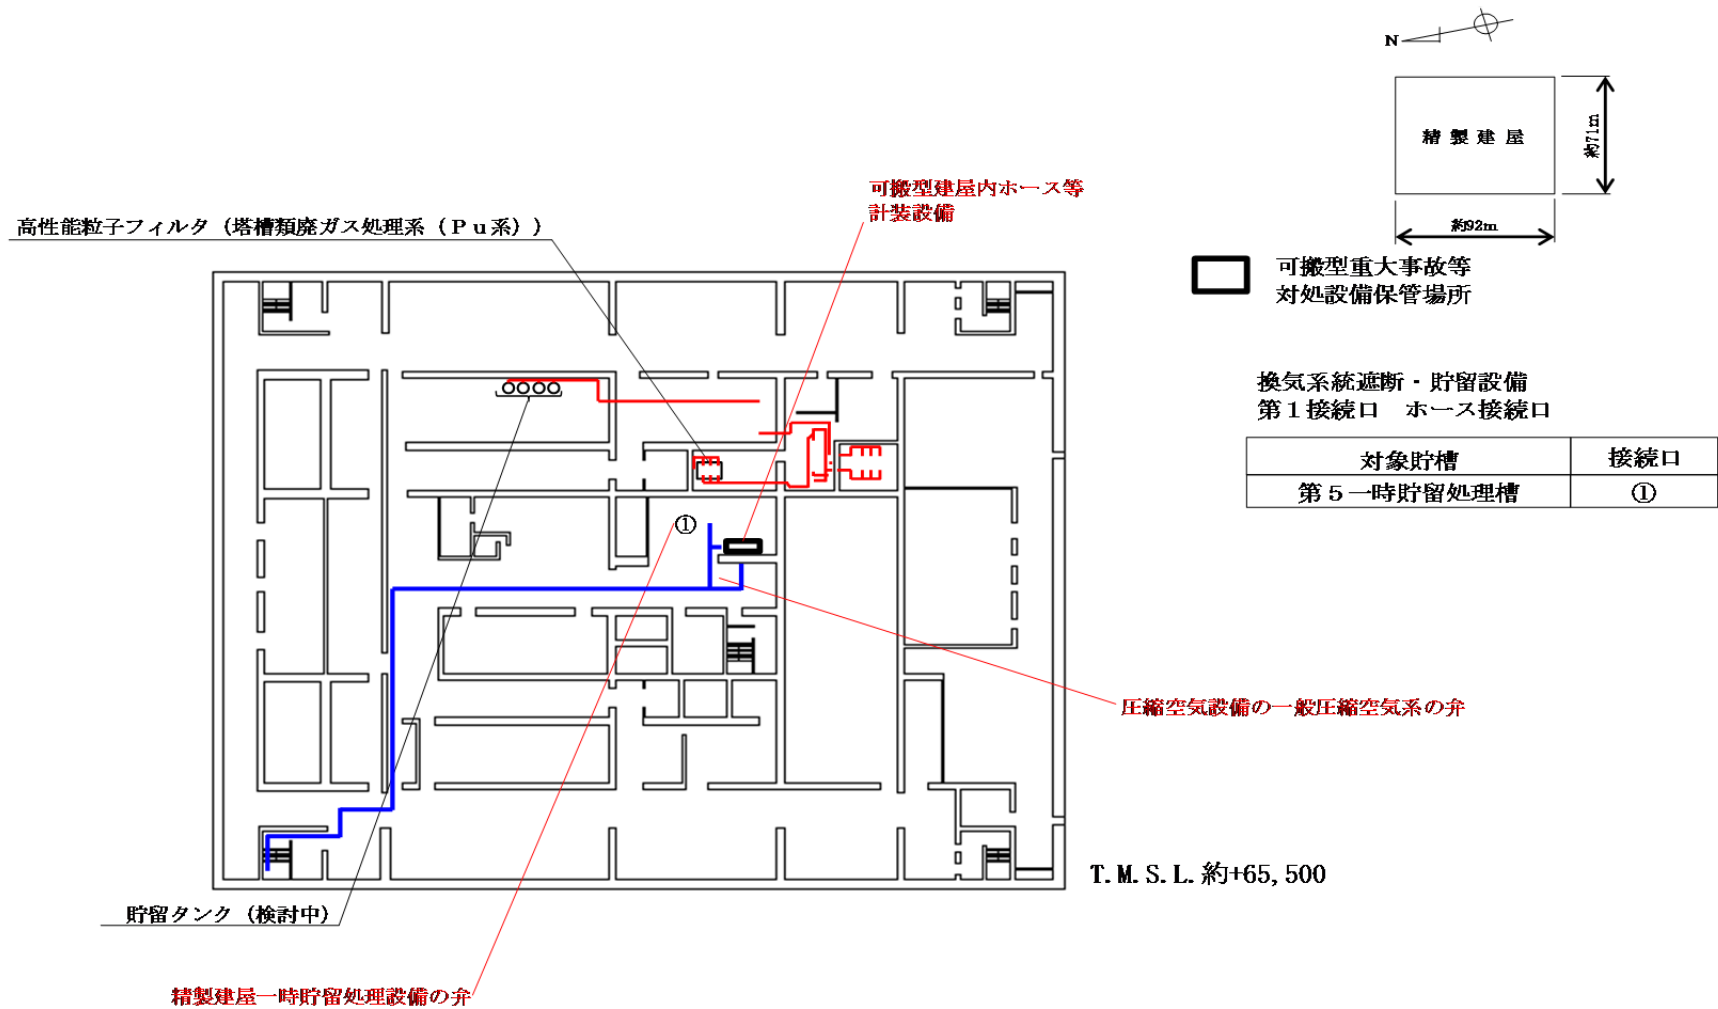 N
精製建屋
約71m
約92m
可搬型建屋内ホース等
計装設備
高性能粒子フィルタ（塔槽類廃ガス処理系（Ｐｕ系））
可搬型重大事故等
対処設備保管場所
換気系統遮断・貯留設備
第１接続口　ホース接続口
対象貯槽　接続口
第５一時貯留処理槽　①
①
圧縮空気設備の一般圧縮空気系の弁
T.M.S.L.約+65,500
貯留タンク（検討中）
精製建屋一時貯留処理設備の弁